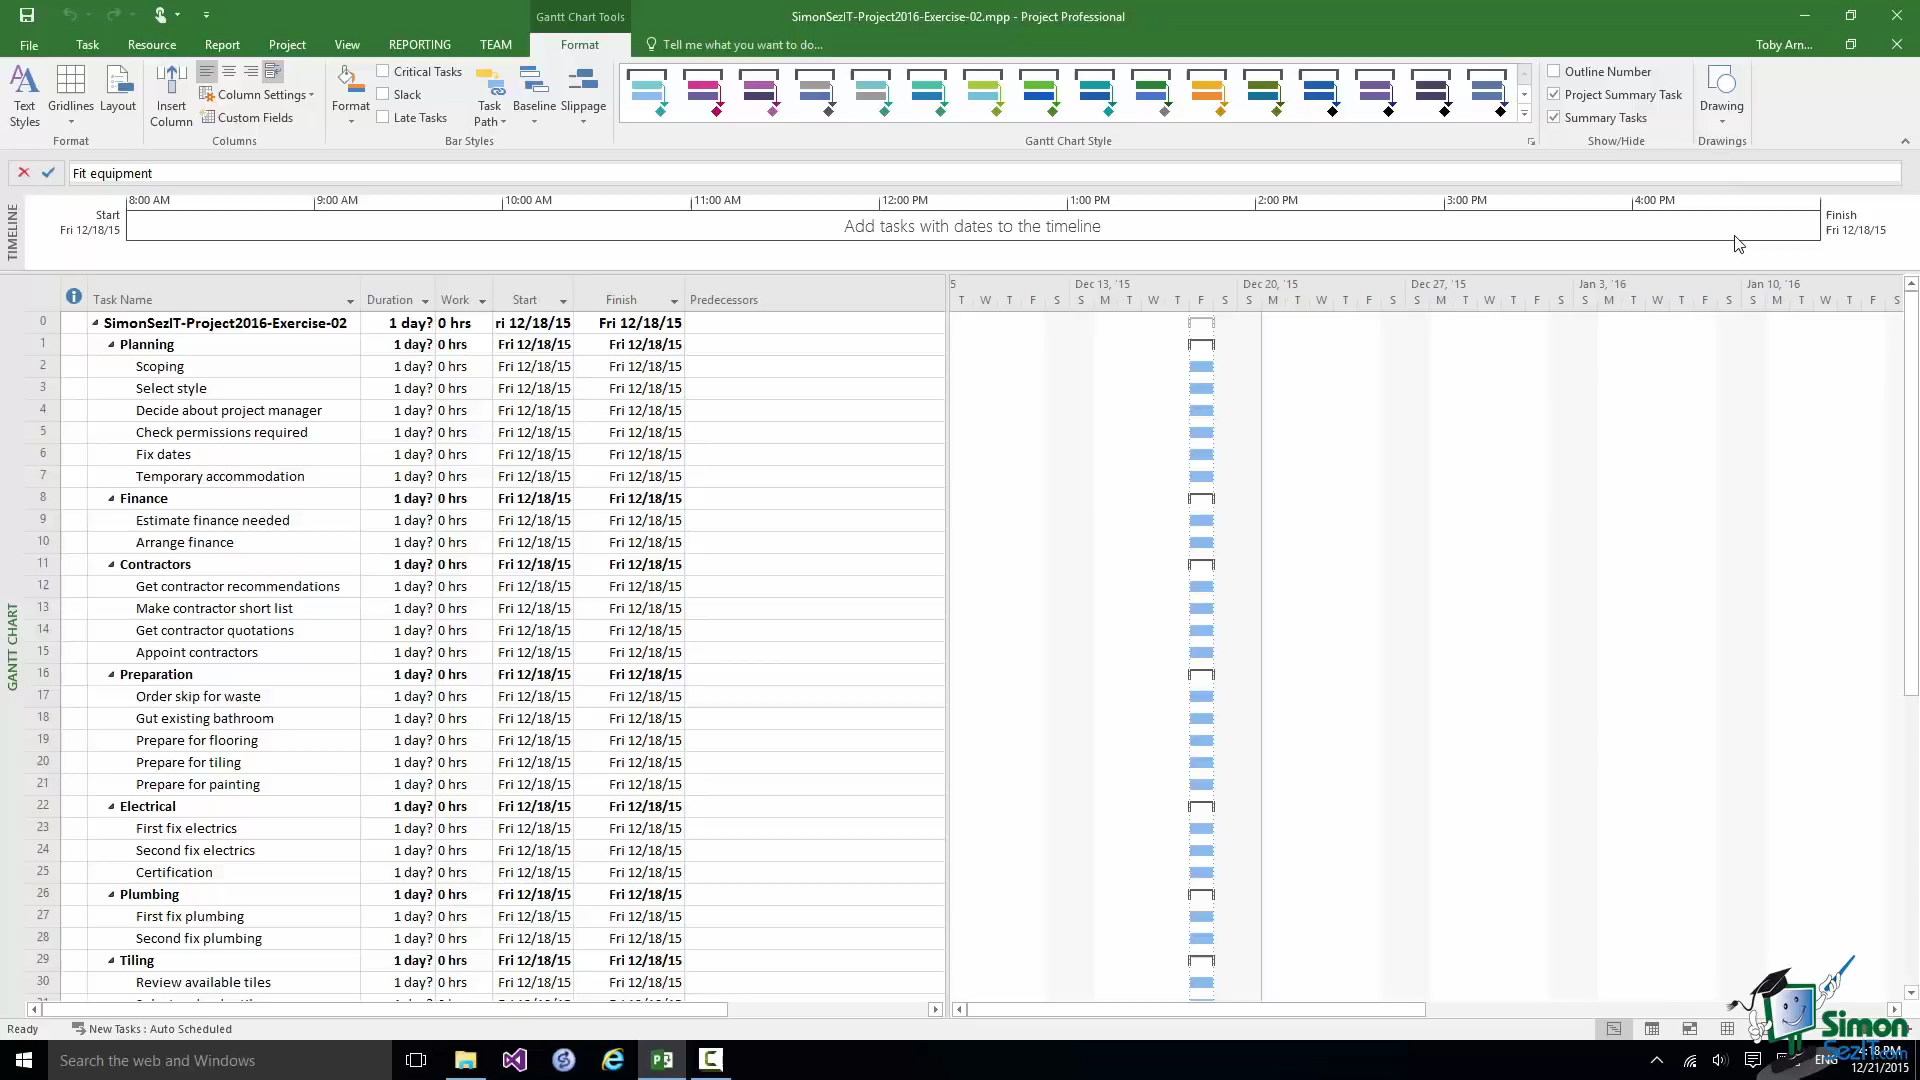 Gantt Chart Tools
SimonSezIT-Project2016-Exercise-02.mpp - Project Professional
File Task Resource Report Project View REPORTING TEAM Format Tell me what you want to do... Toby Arn...
Text Styles
Gridlines
Layout
Format
Insert Column
Column Settings
Custom Fields
Columns
Format
Critical Tasks
Slack
Late Tasks
Task Path
Baseline
Slippage
Bar Styles
Gantt Chart Style
Outline Number
Project Summary Task
Summary Tasks
Show/Hide
Drawing
Drawings
Fit equipment
TIMELINE
8:00 AM 9:00 AM 10:00 AM 11:00 AM 12:00 PM 1:00 PM 2:00 PM 3:00 PM 4:00 PM
Start
Fri 12/18/15
Add tasks with dates to the timeline
Finish
Fri 12/18/15
GANTT CHART
Task Name Duration Work Start Finish Predecessors
5 Dec 13, '15 Dec 20, '15 Dec 27, '15 Jan 3, '16 Jan 10, '16
T W T F S S M T W T F S S M T W T F S S M T W T F S S M T W T F S S M T W T F S
0 SimonSezIT-Project2016-Exercise-02 1 day? 0 hrs ri 12/18/15 Fri 12/18/15
1 Planning 1 day? 0 hrs Fri 12/18/15 Fri 12/18/15
2 Scoping 1 day? 0 hrs Fri 12/18/15 Fri 12/18/15
3 Select style 1 day? 0 hrs Fri 12/18/15 Fri 12/18/15
4 Decide about project manager 1 day? 0 hrs Fri 12/18/15 Fri 12/18/15
5 Check permissions required 1 day? 0 hrs Fri 12/18/15 Fri 12/18/15
6 Fix dates 1 day? 0 hrs Fri 12/18/15 Fri 12/18/15
7 Temporary accommodation 1 day? 0 hrs Fri 12/18/15 Fri 12/18/15
8 Finance 1 day? 0 hrs Fri 12/18/15 Fri 12/18/15
9 Estimate finance needed 1 day? 0 hrs Fri 12/18/15 Fri 12/18/15
10 Arrange finance 1 day? 0 hrs Fri 12/18/15 Fri 12/18/15
11 Contractors 1 day? 0 hrs Fri 12/18/15 Fri 12/18/15
12 Get contractor recommendations 1 day? 0 hrs Fri 12/18/15 Fri 12/18/15
13 Make contractor short list 1 day? 0 hrs Fri 12/18/15 Fri 12/18/15
14 Get contractor quotations 1 day? 0 hrs Fri 12/18/15 Fri 12/18/15
15 Appoint contractors 1 day? 0 hrs Fri 12/18/15 Fri 12/18/15
16 Preparation 1 day? 0 hrs Fri 12/18/15 Fri 12/18/15
17 Order skip for waste 1 day? 0 hrs Fri 12/18/15 Fri 12/18/15
18 Gut existing bathroom 1 day? 0 hrs Fri 12/18/15 Fri 12/18/15
19 Prepare for flooring 1 day? 0 hrs Fri 12/18/15 Fri 12/18/15
20 Prepare for tiling 1 day? 0 hrs Fri 12/18/15 Fri 12/18/15
21 Prepare for painting 1 day? 0 hrs Fri 12/18/15 Fri 12/18/15
22 Electrical 1 day? 0 hrs Fri 12/18/15 Fri 12/18/15
23 First fix electrics 1 day? 0 hrs Fri 12/18/15 Fri 12/18/15
24 Second fix electrics 1 day? 0 hrs Fri 12/18/15 Fri 12/18/15
25 Certification 1 day? 0 hrs Fri 12/18/15 Fri 12/18/15
26 Plumbing 1 day? 0 hrs Fri 12/18/15 Fri 12/18/15
27 First fix plumbing 1 day? 0 hrs Fri 12/18/15 Fri 12/18/15
28 Second fix plumbing 1 day? 0 hrs Fri 12/18/15 Fri 12/18/15
29 Tiling 1 day? 0 hrs Fri 12/18/15 Fri 12/18/15
30 Review available tiles 1 day? 0 hrs Fri 12/18/15 Fri 12/18/15
Ready New Tasks : Auto Scheduled
Simon
SezIT.com
Search the web and Windows
ENG
4:18 PM
12/21/2015